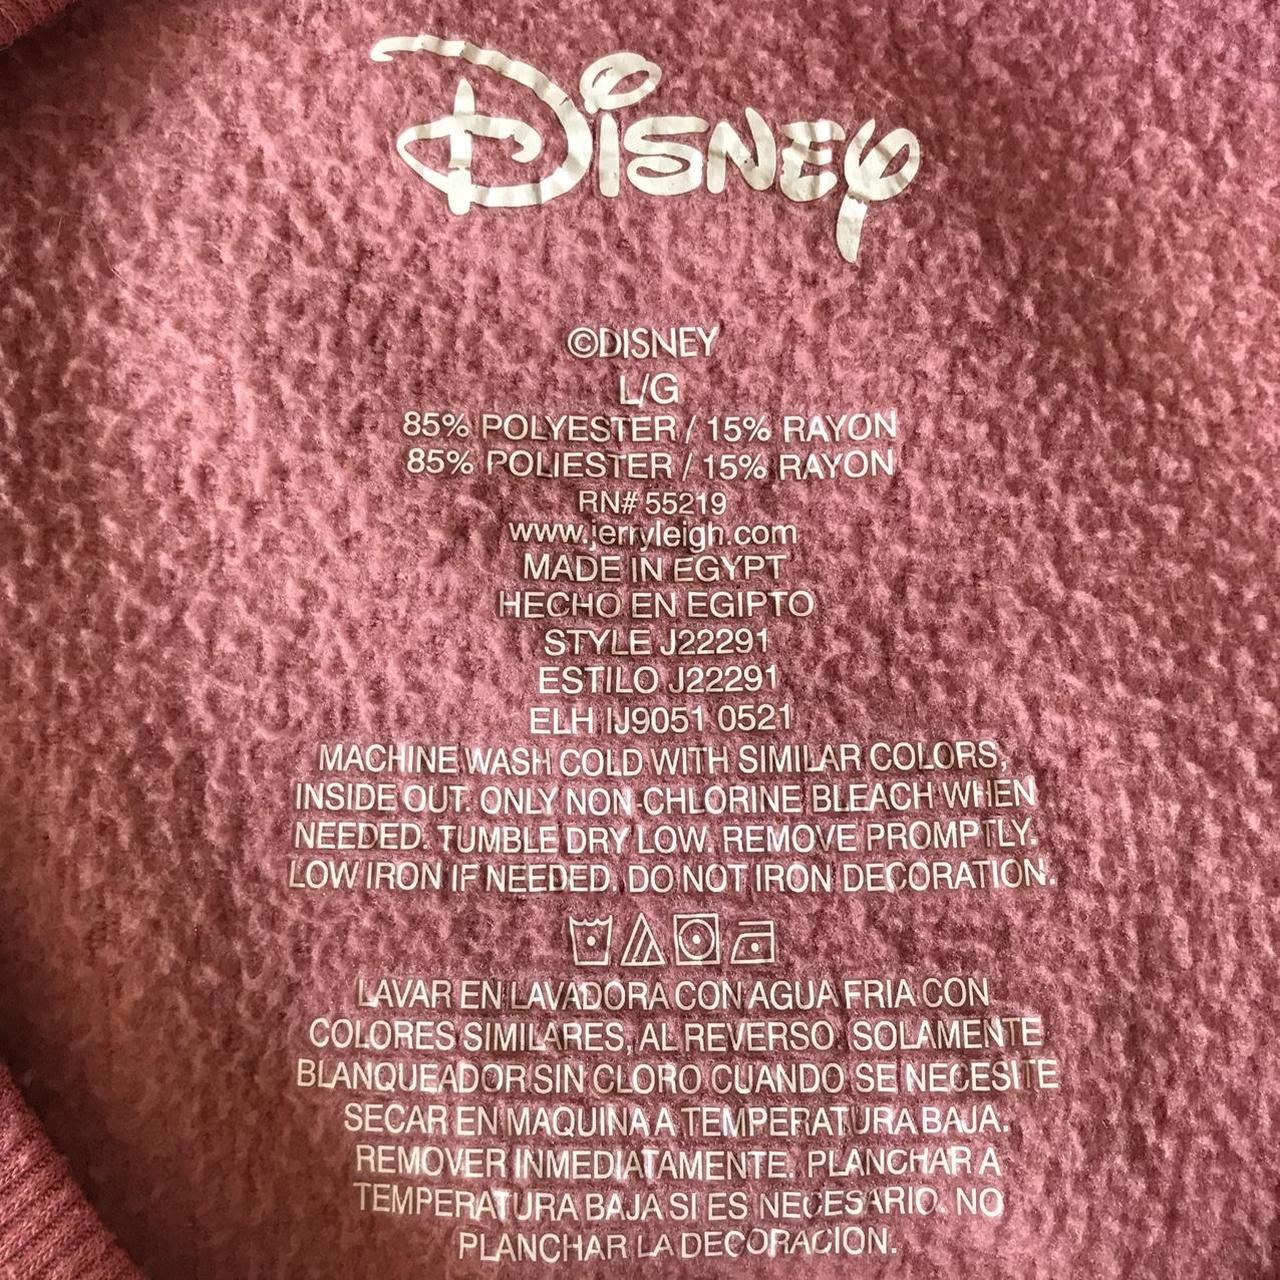 Disney
©DISNEY
L/G
85% POLYESTER / 15% RAYON
85% POLIESTER / 15% RAYON
RN# 55219
www.jerryleigh.com
MADE IN EGYPT
HECHO EN EGIPTO
STYLE J22291
ESTILO J22291
ELH IJ9051 0521
MACHINE WASH COLD WITH SIMILAR COLORS,
INSIDE OUT. ONLY NON-CHLORINE BLEACH WHEN
NEEDED. TUMBLE DRY LOW. REMOVE PROMPTLY.
LOW IRON IF NEEDED. DO NOT IRON DECORATION.
LAVAR EN LAVADORA CON AGUA FRIA CON
COLORES SIMILARES, AL REVERSO. SOLAMENTE
BLANQUEADOR SIN CLORO CUANDO SE NECESITE
SECAR EN MAQUINA A TEMPERATURA BAJA.
REMOVER INMEDIATAMENTE. PLANCHAR A
TEMPERATURA BAJA SI ES NECESARIO. NO
PLANCHAR LA DECORACION.